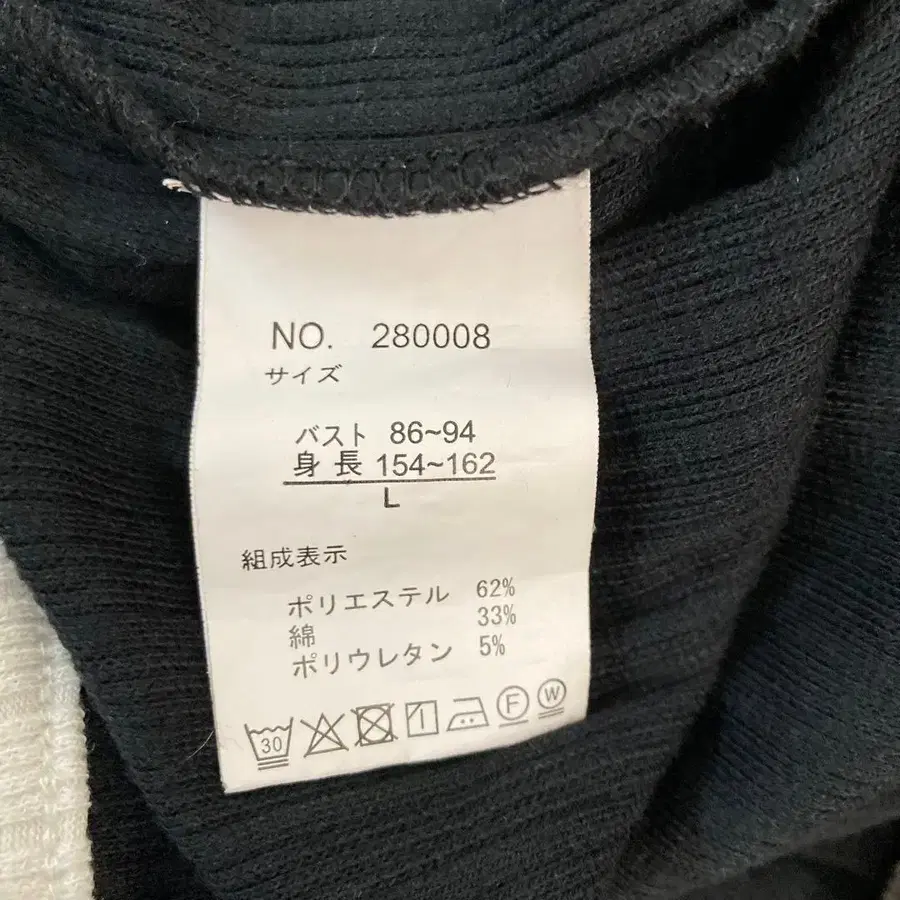 NO. 280008
サイズ
バスト 86~94
身長 154~162
L
組成表示
ポリエステル 62%
綿 33%
ポリウレタン 5%
30 F W